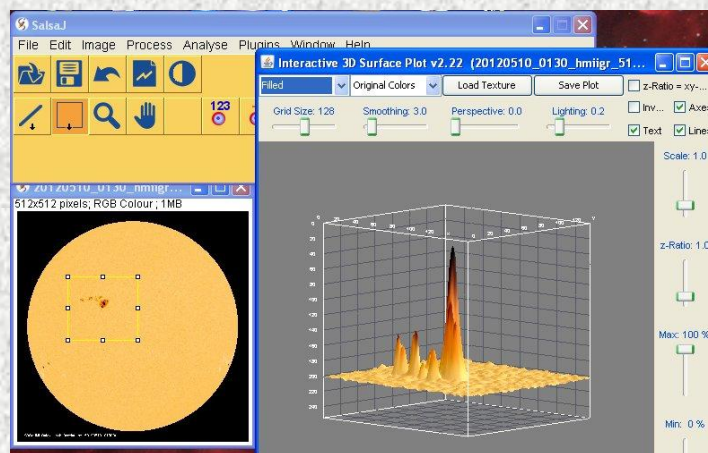 SalsaJ
File Edit Image Process Analyse Plugins Window Help
123
20120510_0130_hmiigr...
512x512 pixels; RGB Colour ; 1MB
Interactive 3D Surface Plot v2.22 (20120510_0130_hmiigr_51...
Filled
Original Colors
Load Texture
Save Plot
z-Ratio = xy-...
Grid Size: 128
Smoothing: 3.0
Perspective: 0.0
Lighting: 0.2
Inv...
Axes
Text
Lines
Scale: 1.0
z-Ratio: 1.0
Max: 100 %
Min: 0 %